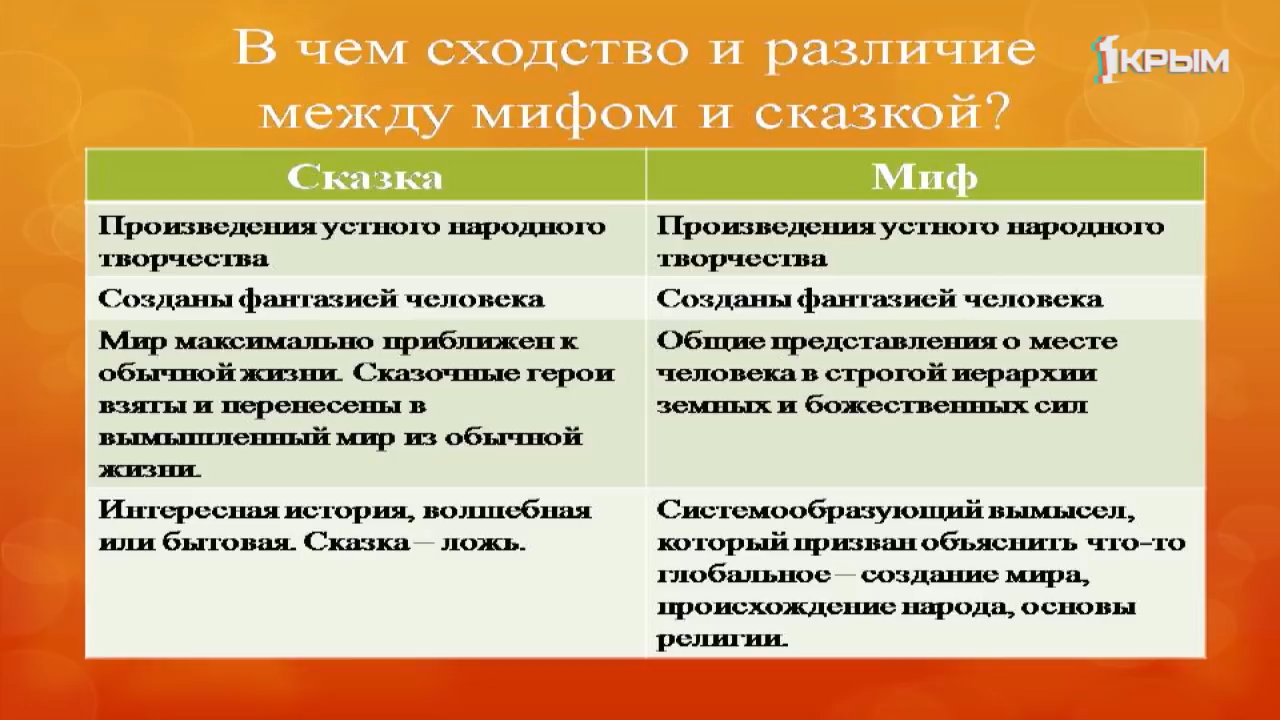 В чем сходство и различие
между мифом и сказкой?
1КРЫМ
Сказка
Миф
Произведения устного народного
творчества
Произведения устного народного
творчества
Созданы фантазией человека
Созданы фантазией человека
Мир максимально приближен к
обычной жизни. Сказочные герои
взяты и перенесены в
вымышленный мир из обычной
жизни.
Общие представления о месте
человека в строгой иерархии
земных и божественных сил
Интересная история, волшебная
или бытовая. Сказка – ложь.
Системообразующий вымысел,
который призван объяснить что-то
глобальное – создание мира,
происхождение народа, основы
религии.